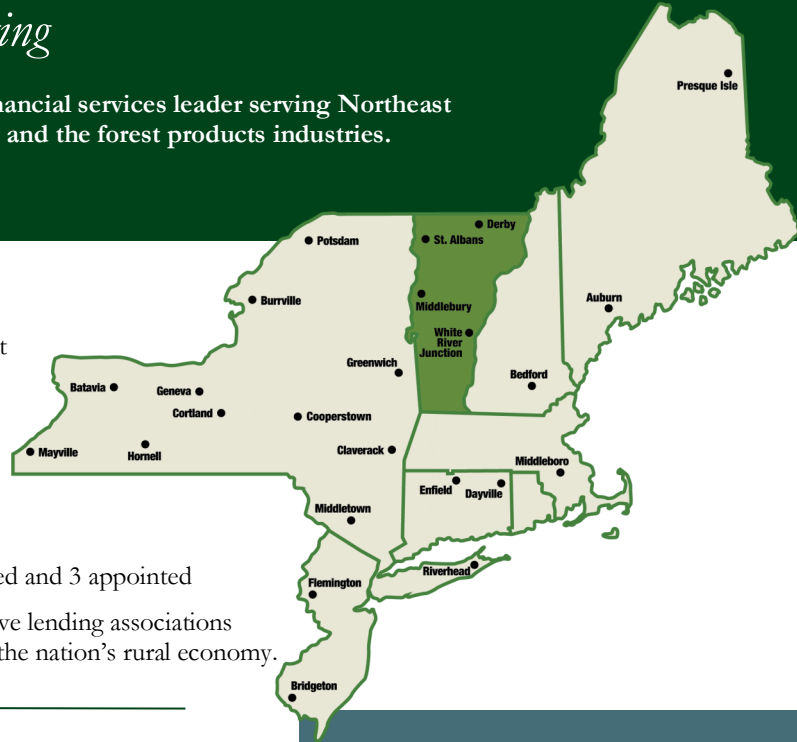 ing
nancial services leader serving Northeast
and the forest products industries.
Presque Isle
Derby
St. Albans
Potsdam
Burrville
Middlebury
Auburn
White
River
Junction
t
Greenwich
Bedford
Batavia
Geneva
Cortland
Cooperstown
Claverack
Mayville
Hornell
Middleboro
Enfield
Dayville
Middletown
ed and 3 appointed
Riverhead
Flemington
ve lending associations
the nation’s rural economy.
Bridgeton